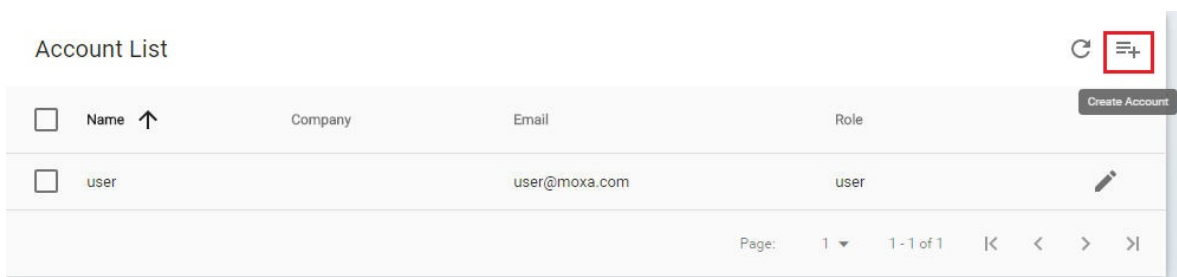 Account List
Create Account
Name Company Email Role
user user@moxa.com user
Page: 1 1 - 1 of 1